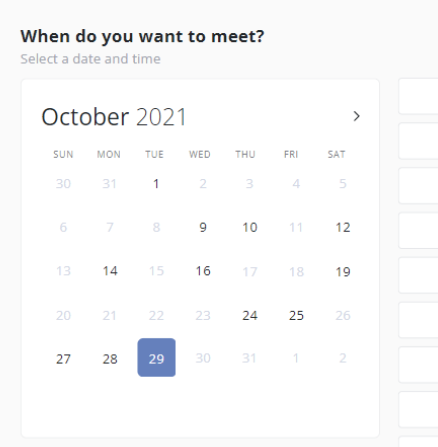 When do you want to meet?
Select a date and time
October 2021
SUN MON TUE WED THU FRI SAT
30 31 1 2 3 4 5
6 7 8 9 10 11 12
13 14 15 16 17 18 19
20 21 22 23 24 25 26
27 28 29 30 31 1 2